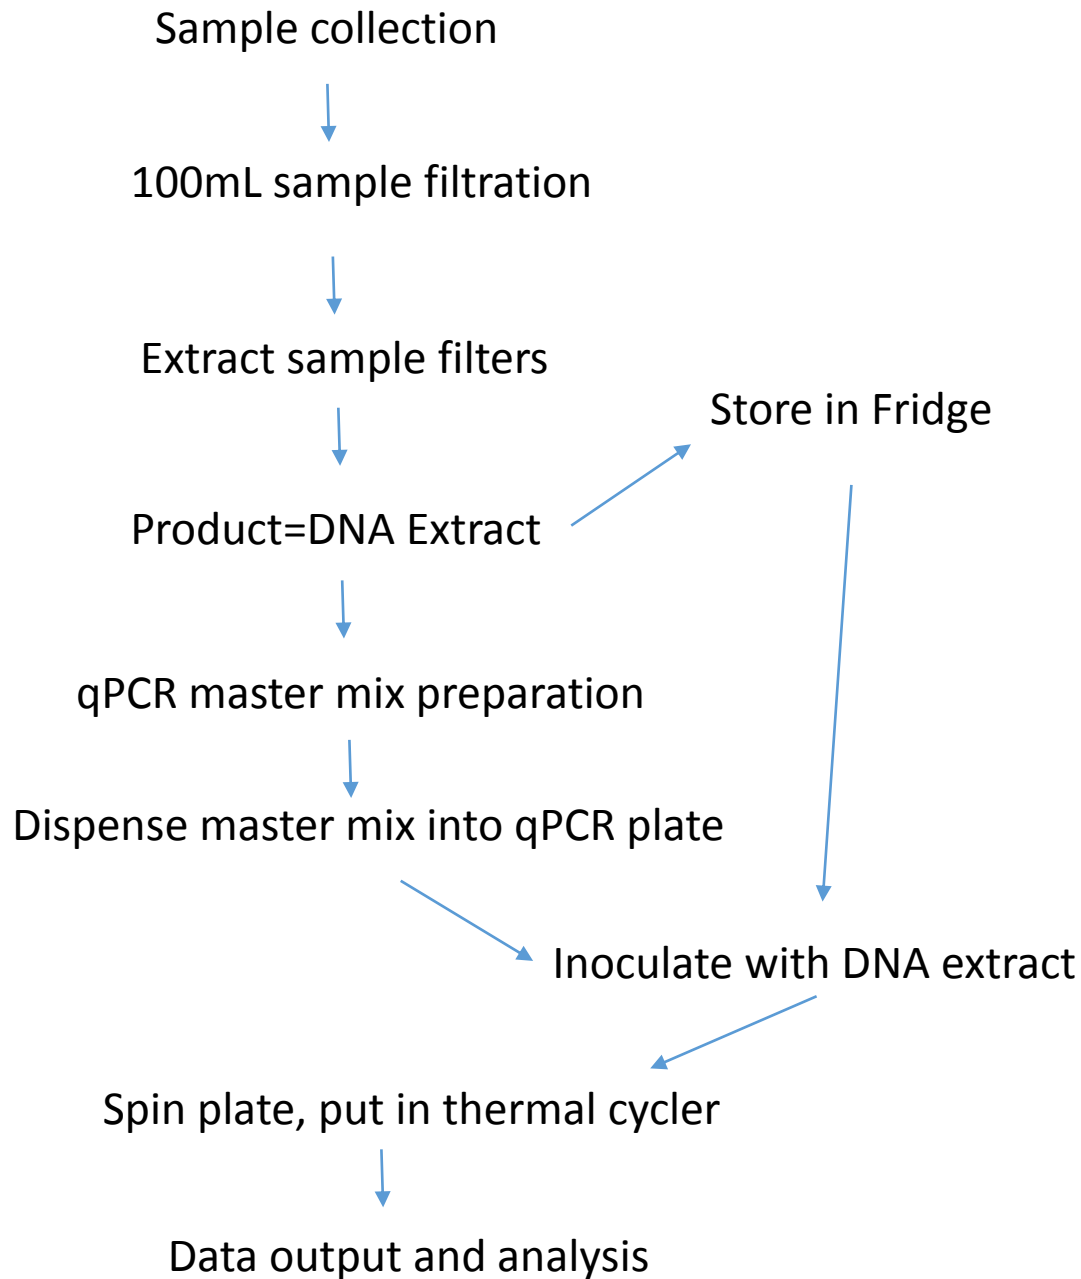 Sample collection
100mL sample filtration
Extract sample filters
Store in Fridge
Product=DNA Extract
qPCR master mix preparation
Dispense master mix into qPCR plate
Inoculate with DNA extract
Spin plate, put in thermal cycler
Data output and analysis